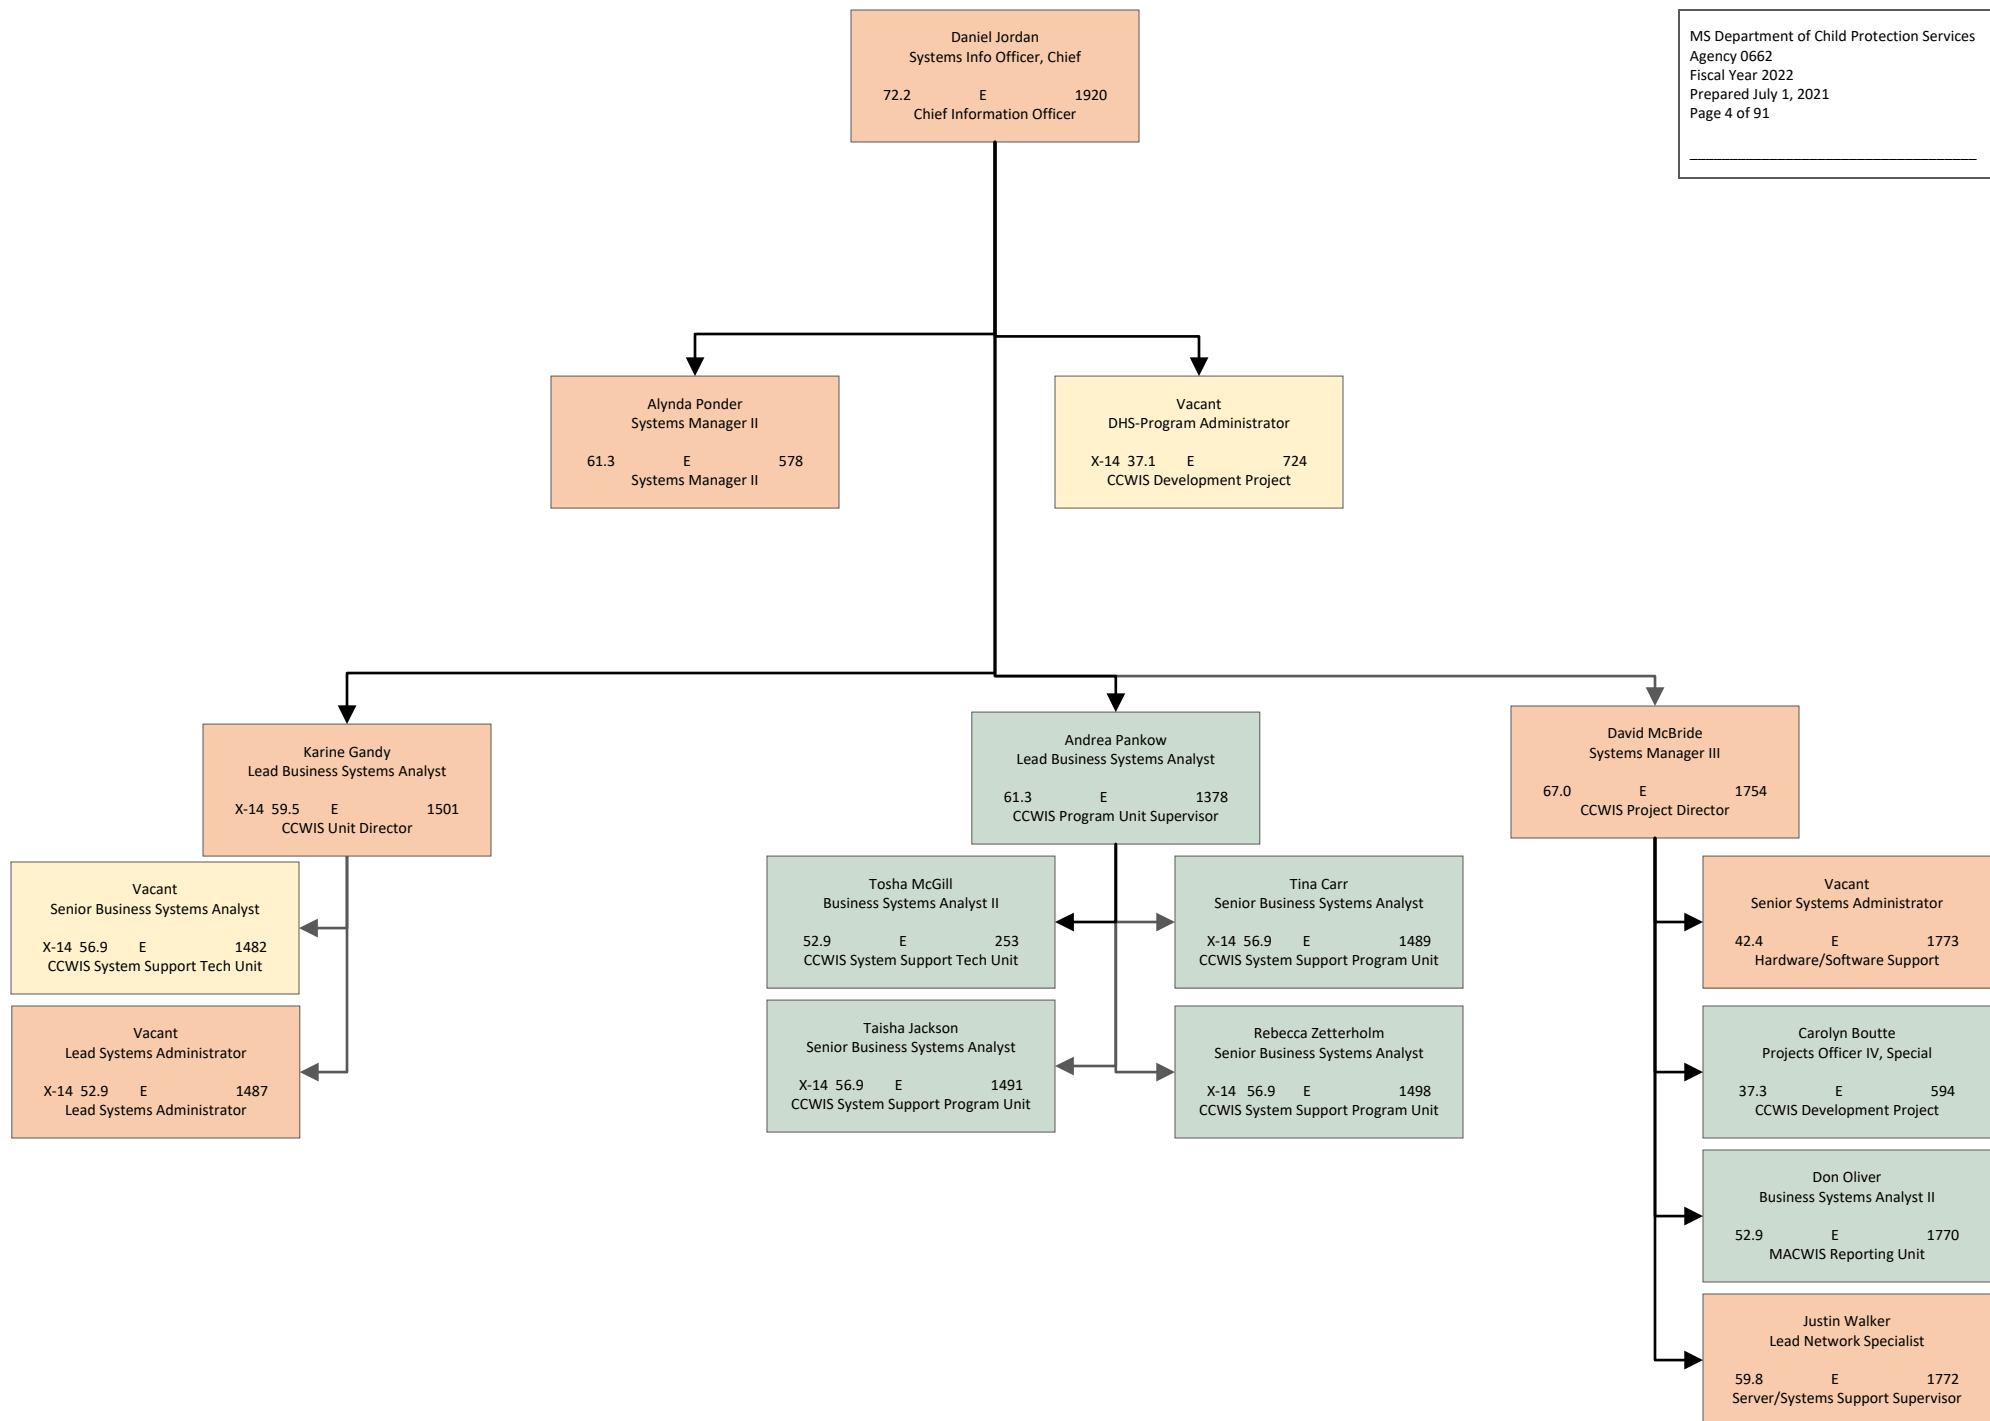 Daniel Jordan
Systems Info Officer, Chief
72.2 E 1920
Chief Information Officer
MS Department of Child Protection Services
Agency 0662
Fiscal Year 2022
Prepared July 1, 2021
Page 4 of 91
Alynda Ponder
Systems Manager II
61.3 E 578
Systems Manager II
Vacant
DHS-Program Administrator
X-14 37.1 E 724
CCWIS Development Project
Karine Gandy
Lead Business Systems Analyst
X-14 59.5 E 1501
CCWIS Unit Director
Andrea Pankow
Lead Business Systems Analyst
61.3 E 1378
CCWIS Program Unit Supervisor
David McBride
Systems Manager III
67.0 E 1754
CCWIS Project Director
Vacant
Senior Business Systems Analyst
X-14 56.9 E 1482
CCWIS System Support Tech Unit
Vacant
Lead Systems Administrator
X-14 52.9 E 1487
Lead Systems Administrator
Tosha McGill
Business Systems Analyst II
52.9 E 253
CCWIS System Support Tech Unit
Tina Carr
Senior Business Systems Analyst
X-14 56.9 E 1489
CCWIS System Support Program Unit
Taisha Jackson
Senior Business Systems Analyst
X-14 56.9 E 1491
CCWIS System Support Program Unit
Rebecca Zetterholm
Senior Business Systems Analyst
X-14 56.9 E 1498
CCWIS System Support Program Unit
Vacant
Senior Systems Administrator
42.4 E 1773
Hardware/Software Support
Carolyn Boutte
Projects Officer IV, Special
37.3 E 594
CCWIS Development Project
Don Oliver
Business Systems Analyst II
52.9 E 1770
MACWIS Reporting Unit
Justin Walker
Lead Network Specialist
59.8 E 1772
Server/Systems Support Supervisor